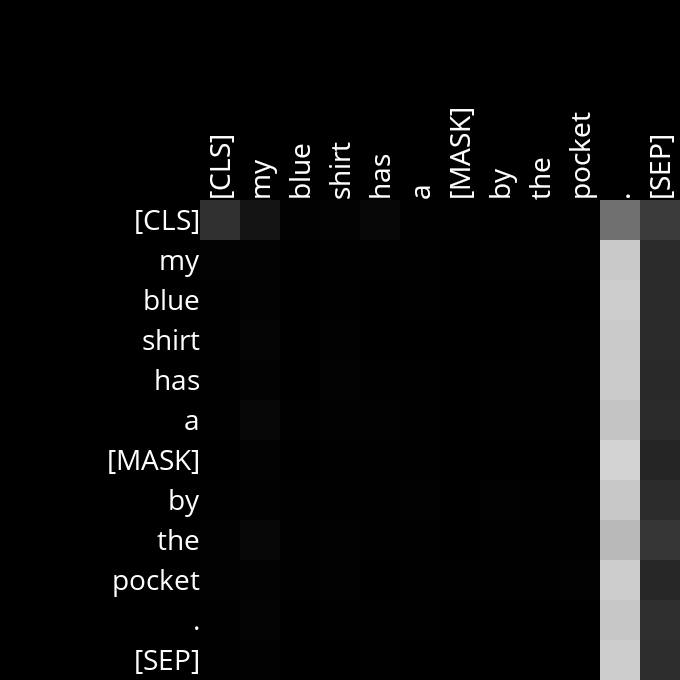 [CLS] my blue shirt has a [MASK] by the pocket . [SEP]
[CLS]
my
blue
shirt
has
a
[MASK]
by
the
pocket
.
[SEP]